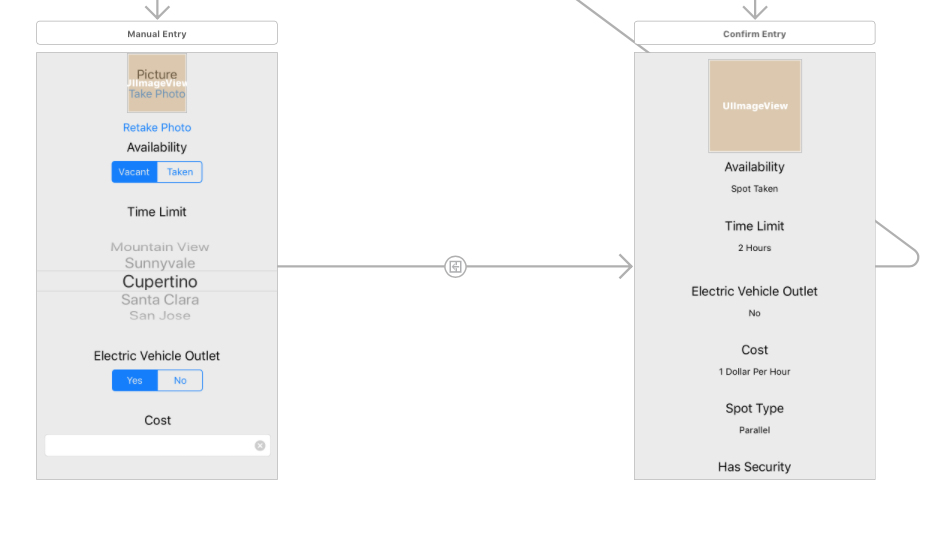 Manual Entry
Picture
UIImageView
Take Photo
Retake Photo
Availability
Vacant Taken
Time Limit
Mountain View
Sunnyvale
Cupertino
Santa Clara
San Jose
Electric Vehicle Outlet
Yes No
Cost
Confirm Entry
UIImageView
Availability
Spot Taken
Time Limit
2 Hours
Electric Vehicle Outlet
No
Cost
1 Dollar Per Hour
Spot Type
Parallel
Has Security